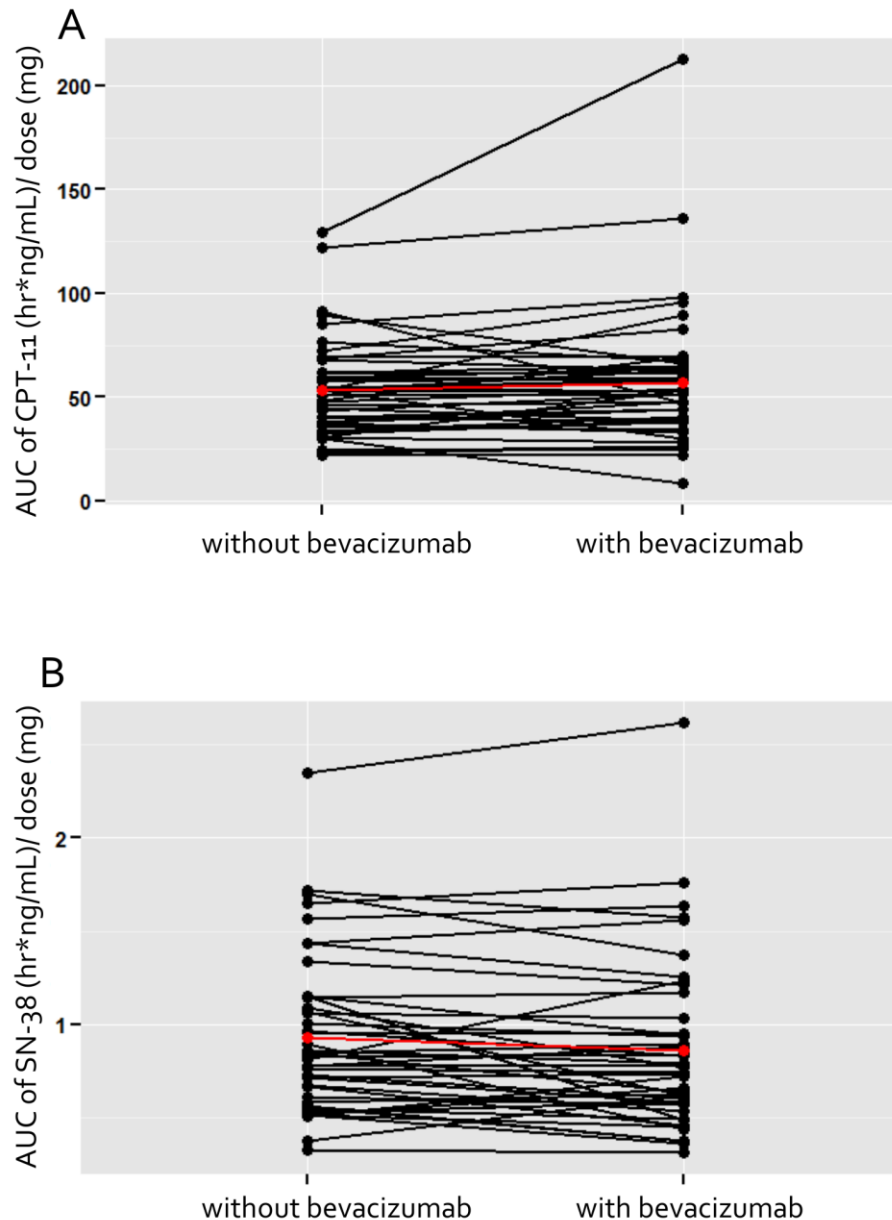 A
AUC of CPT-11 (hr*ng/mL)/ dose (mg)
200
150
100
50
0
without bevacizumab with bevacizumab
B
AUC of SN-38 (hr*ng/mL)/ dose (mg)
2
1
without bevacizumab with bevacizumab